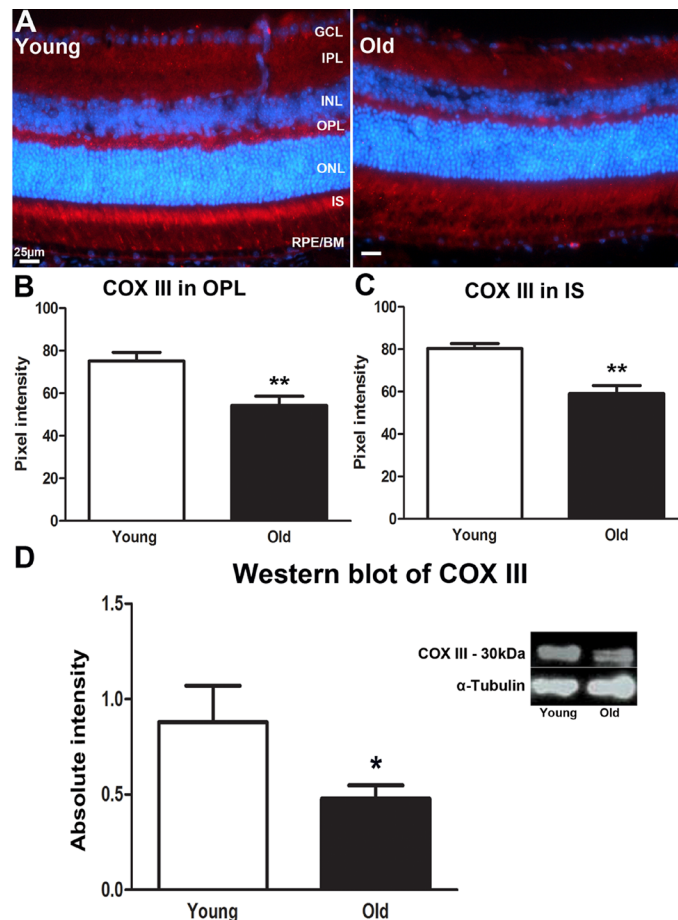 A
Young
GCL
IPL
INL
OPL
ONL
IS
RPE/BM
25µm
Old
B
COX III in OPL
Pixel intensity
100
80
60
40
20
0
**
Young
Old
C
COX III in IS
Pixel intensity
100
80
60
40
20
0
**
Young
Old
D
Western blot of COX III
Absolute intensity
1.5
1.0
0.5
0.0
*
Young
Old
COX III - 30kDa
α-Tubulin
Young
Old